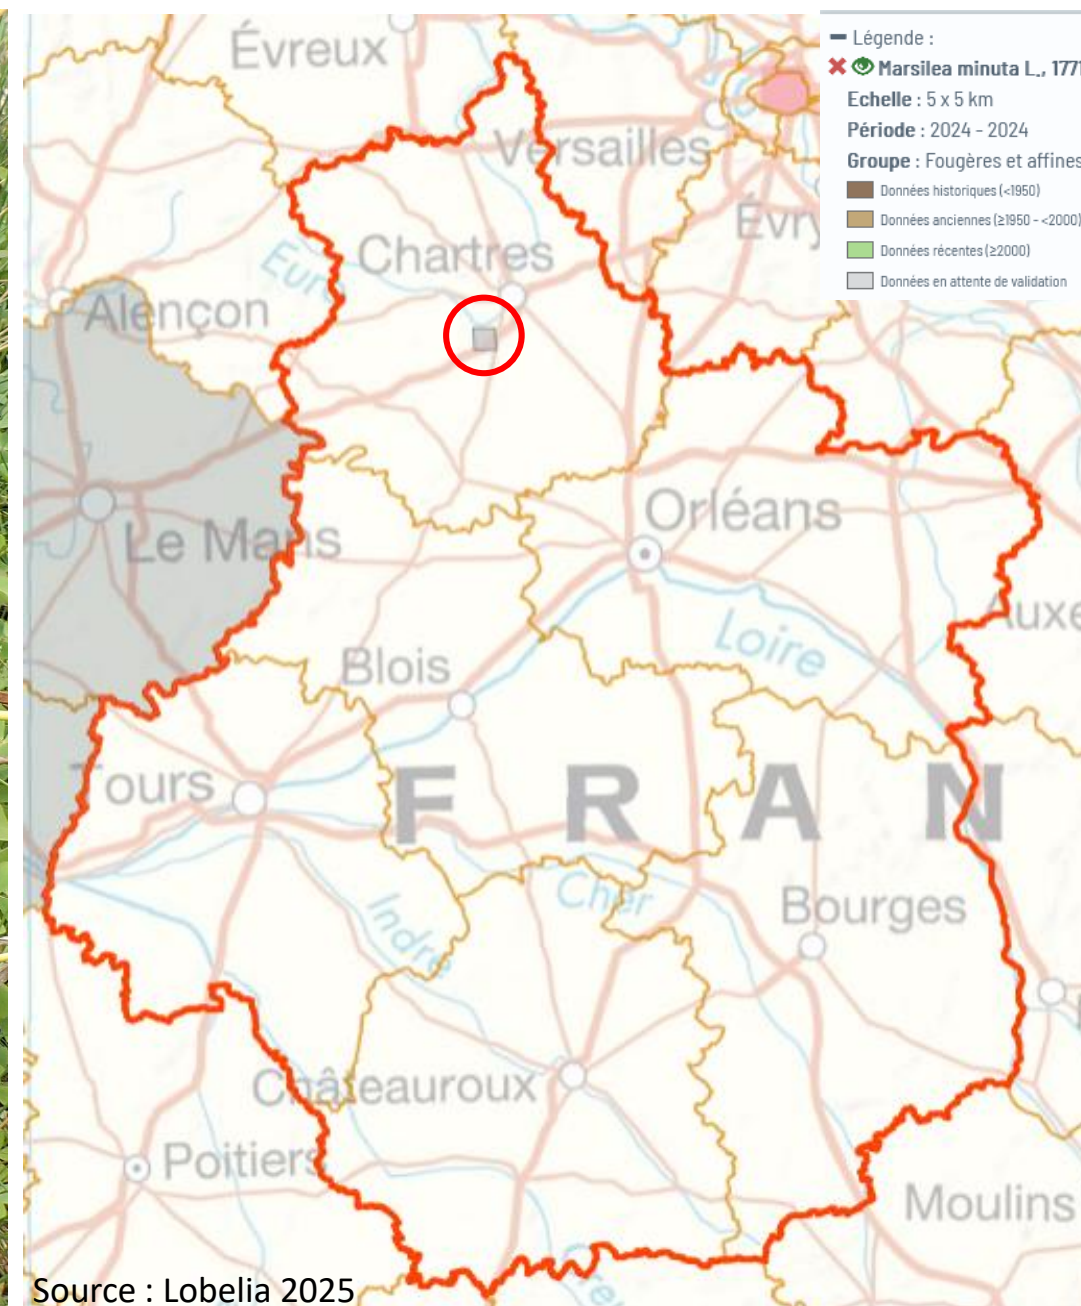 Légende :
Marsilea minuta L., 1771
Echelle : 5 x 5 km
Période : 2024 - 2024
Groupe : Fougères et affines
Données historiques (<1950)
Données anciennes (≥1950 - <2000)
Données récentes (≥2000)
Données en attente de validation
Évreux
Versailles
Évry
Chartres
Eure
Alençon
Le Mans
Orléans
Loire
Blois
Tours
FRAN
Cher
Indre
Bourges
Châteauroux
Poitiers
Moulins
Source : Lobelia 2025